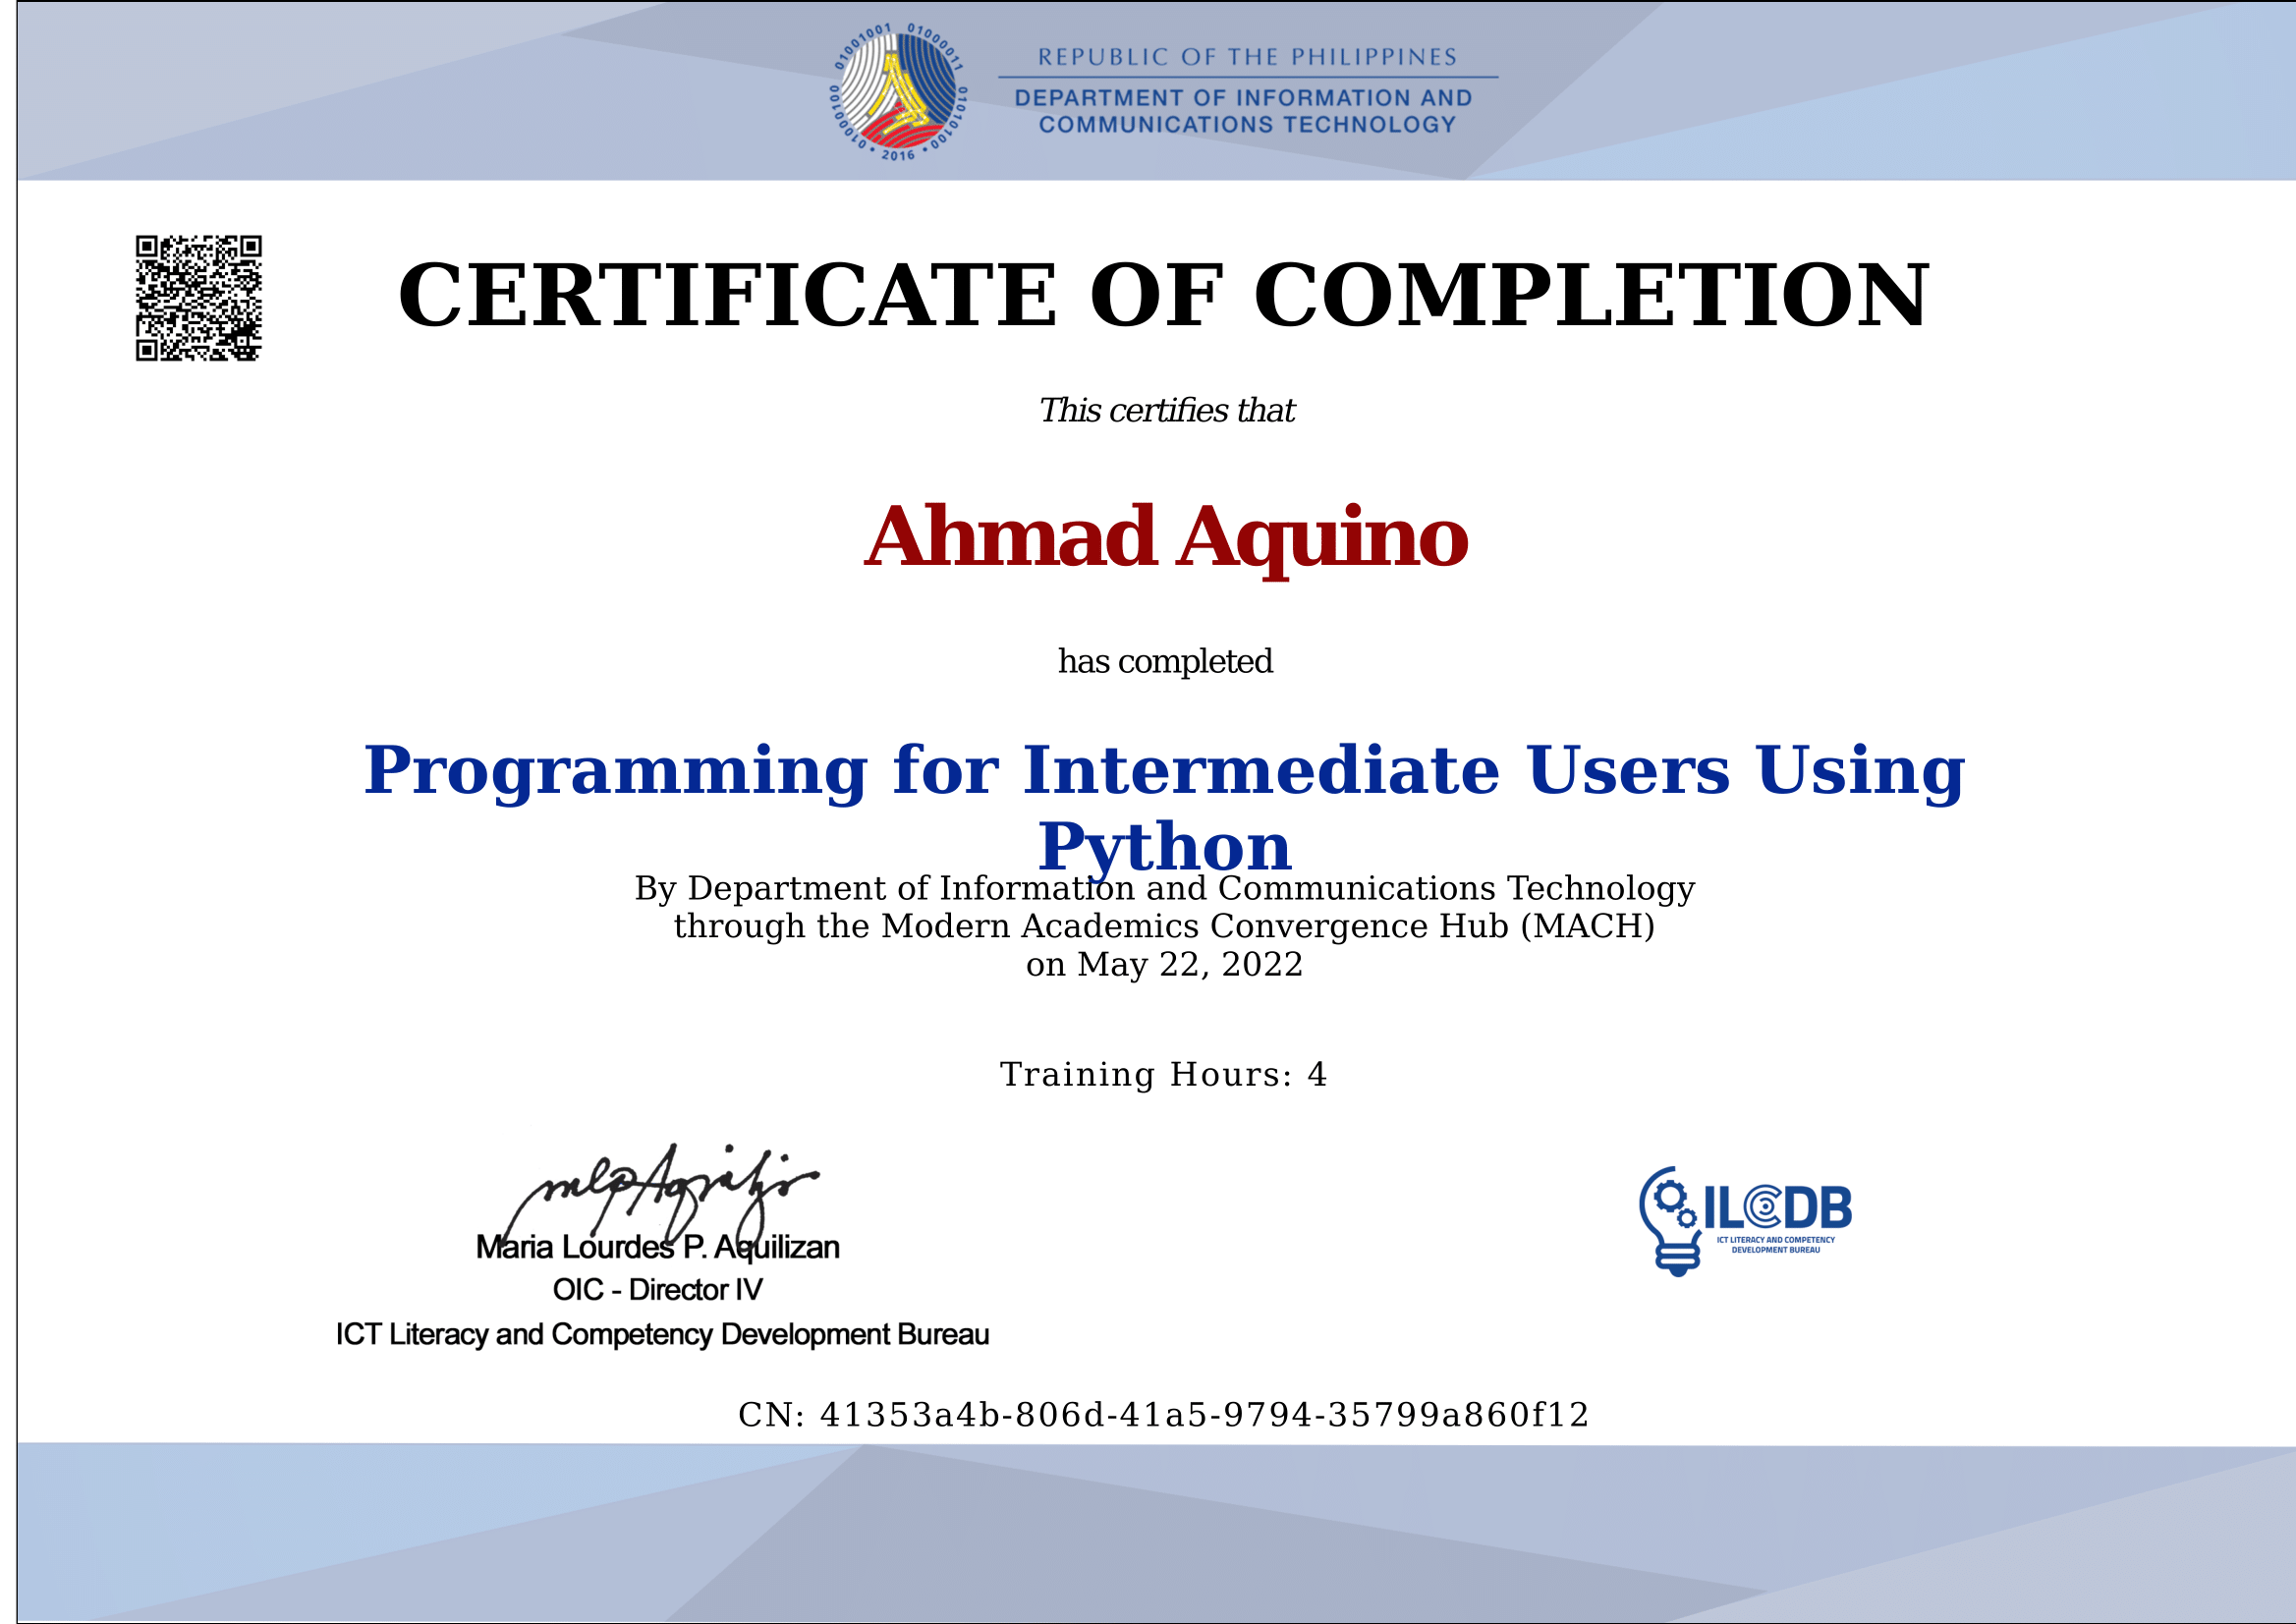 01000100 01001001 01000011 01010100
• 2016 •
REPUBLIC OF THE PHILIPPINES
DEPARTMENT OF INFORMATION AND
COMMUNICATIONS TECHNOLOGY
CERTIFICATE OF COMPLETION
This certifies that
Ahmad Aquino
has completed
Programming for Intermediate Users Using
Python
By Department of Information and Communications Technology
through the Modern Academics Convergence Hub (MACH)
on May 22, 2022
Training Hours: 4
Maria Lourdes P. Aquilizan
OIC - Director IV
ICT Literacy and Competency Development Bureau
ILCDB
ICT LITERACY AND COMPETENCY
DEVELOPMENT BUREAU
CN: 41353a4b-806d-41a5-9794-35799a860f12